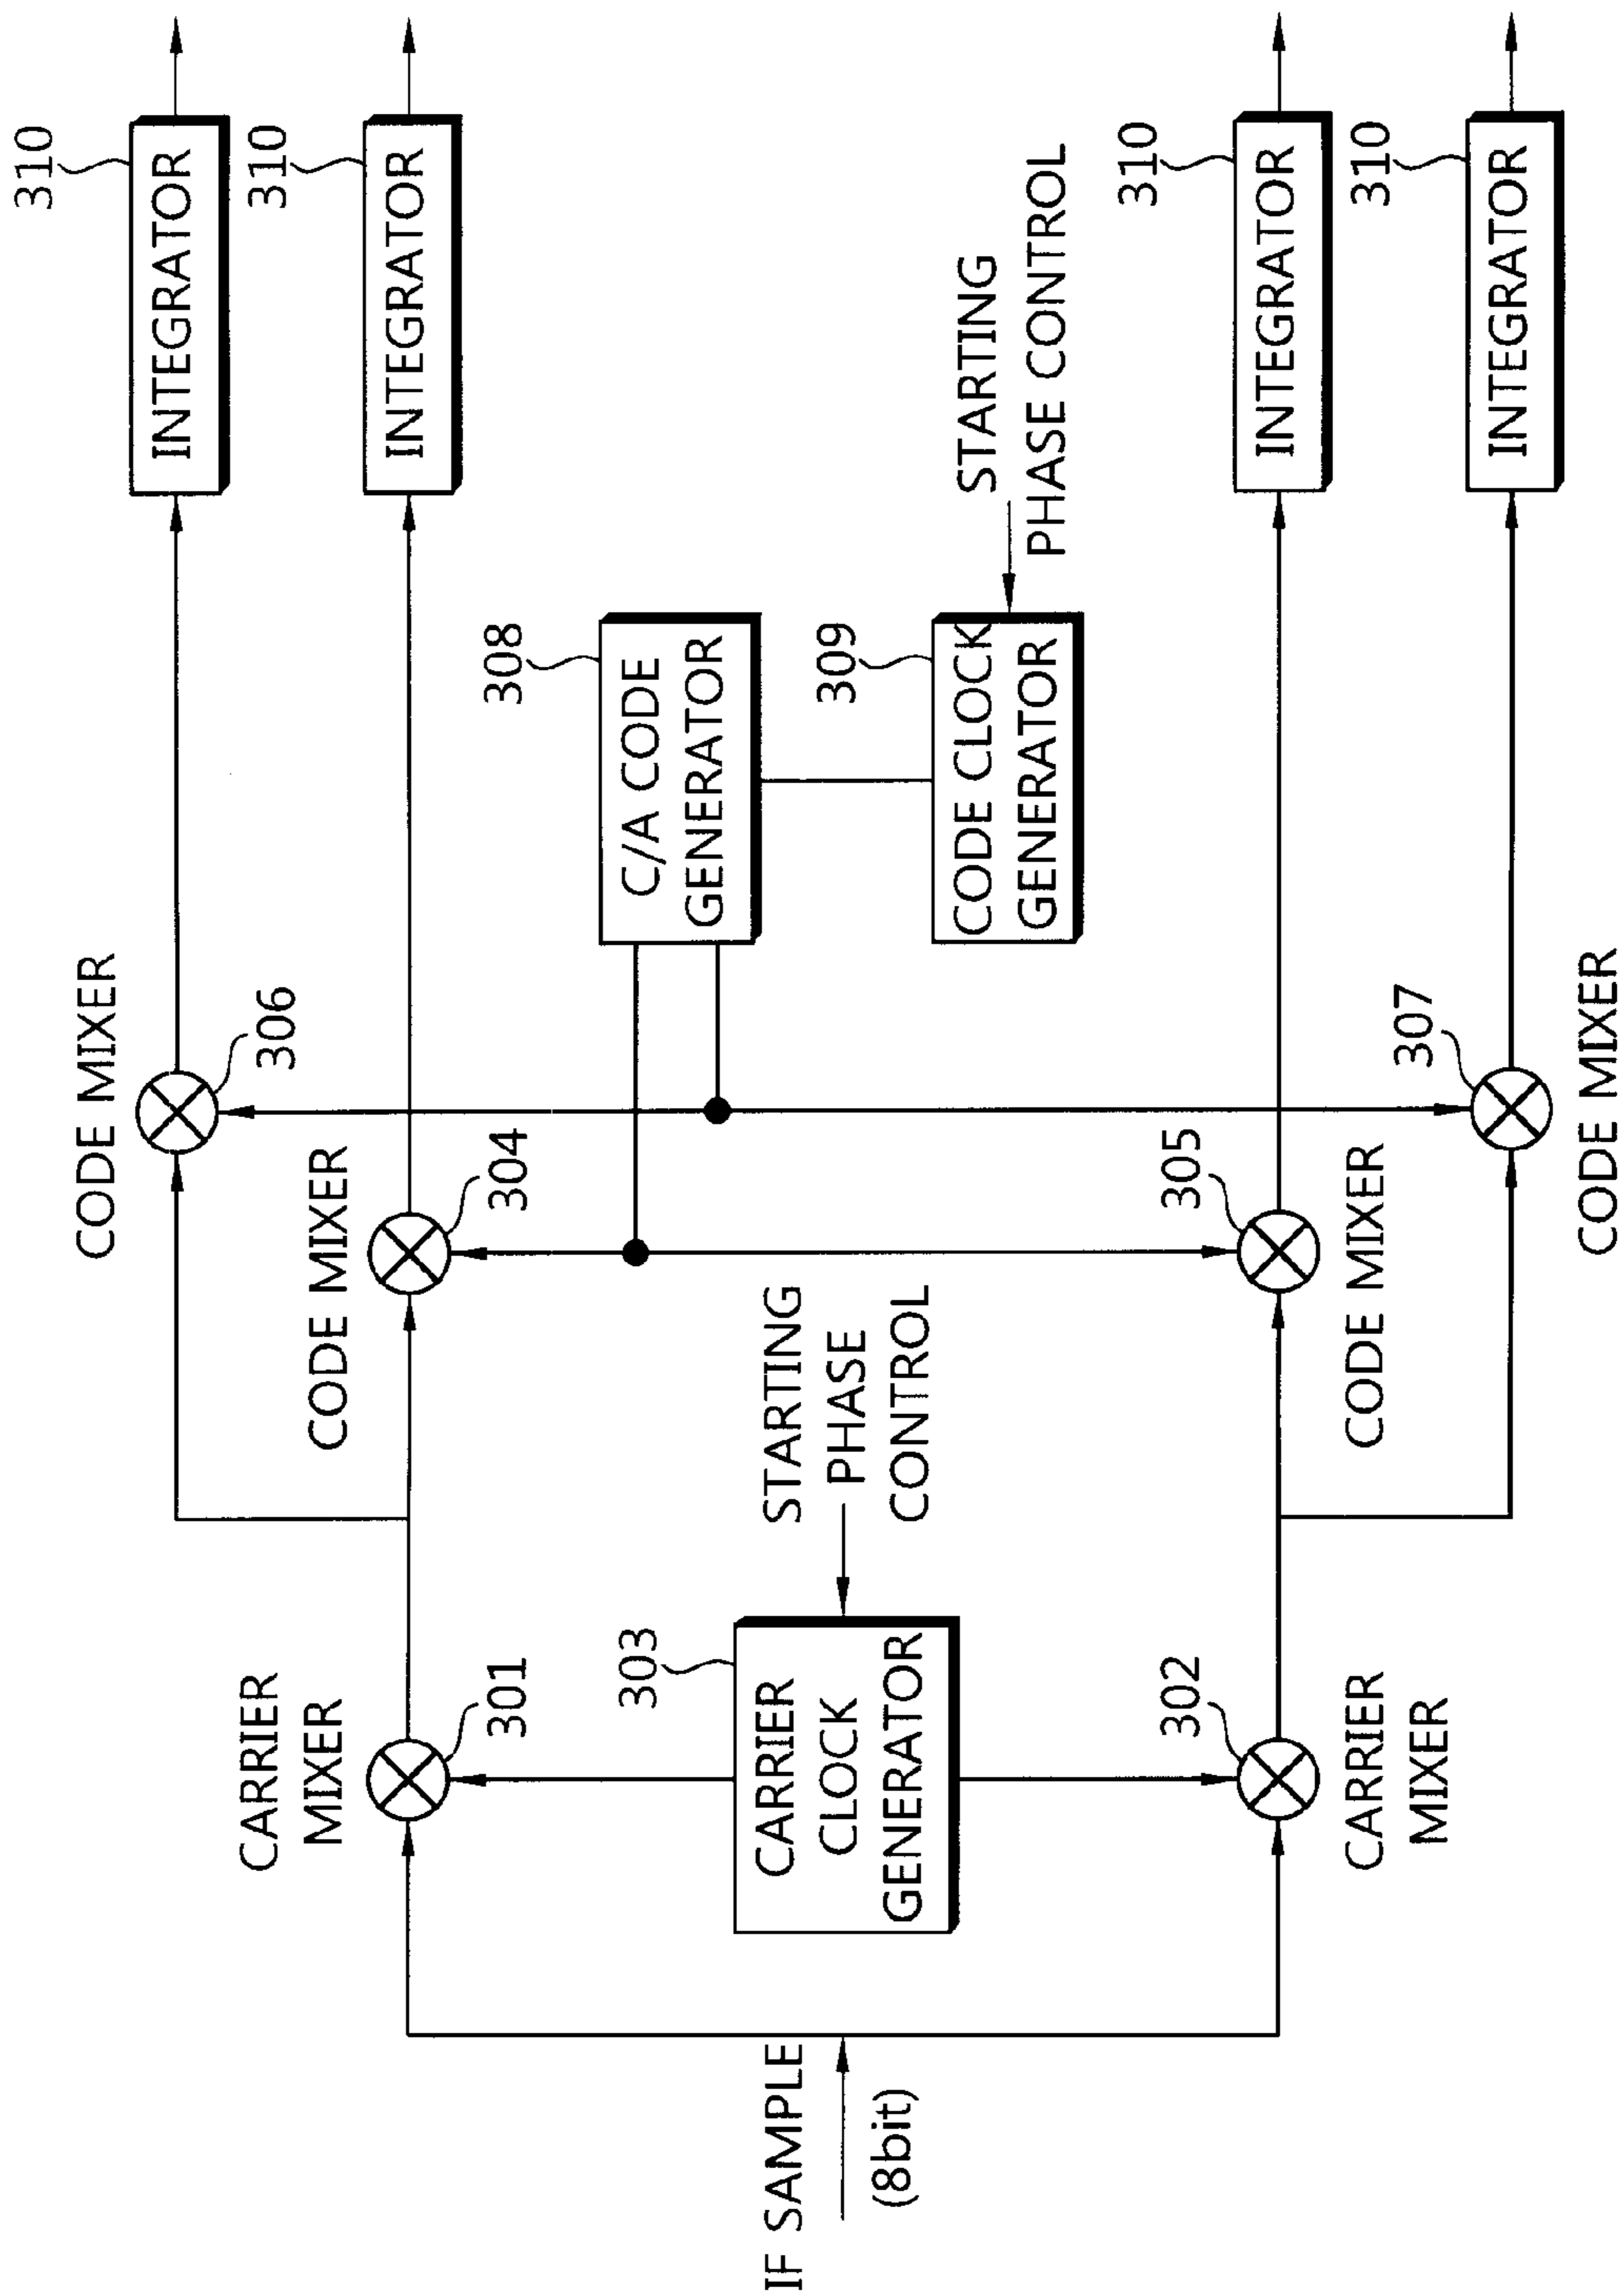 310
INTEGRATOR
310
INTEGRATOR
CODE MIXER
306
CODE MIXER
304
308
C/A CODE
GENERATOR
309
CODE CLOCK
GENERATOR
STARTING
PHASE CONTROL
CARRIER
MIXER
301
303
CARRIER
CLOCK
GENERATOR
STARTING
PHASE
CONTROL
IF SAMPLE
(8bit)
302
CARRIER
MIXER
305
CODE MIXER
310
INTEGRATOR
307
CODE MIXER
310
INTEGRATOR